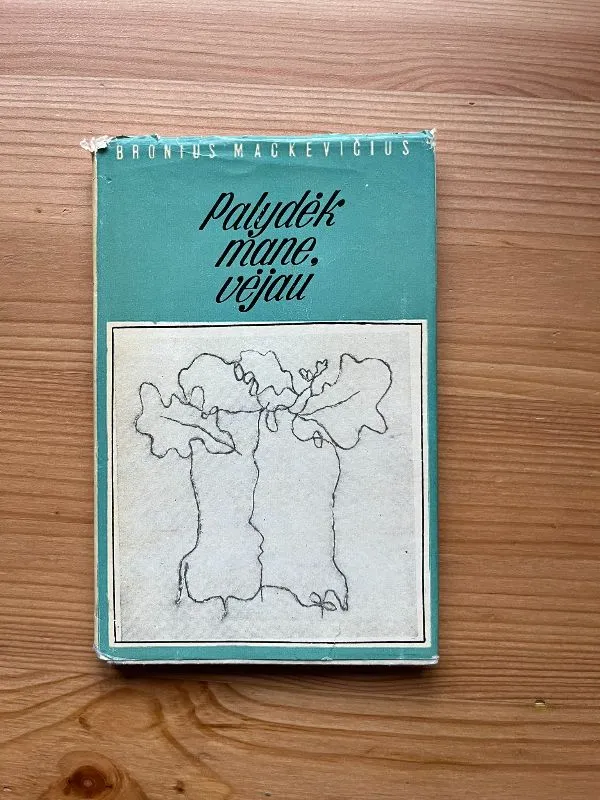 BRONIUS MACKEVIČIUS
Palydėk
mane,
vėjau